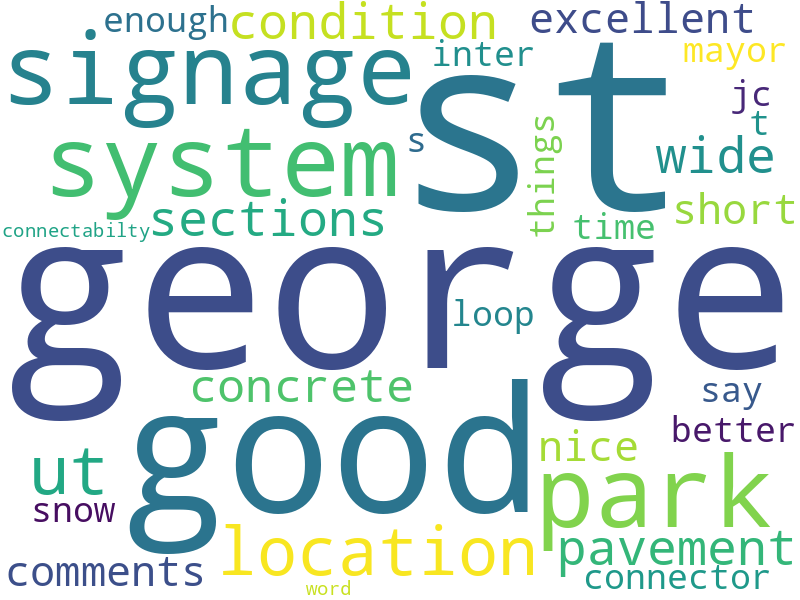 enough
condition
excellent
signage
inter
mayor
st
jc
t
system
s
things
wide
short
connectabilty
sections
time
george
loop
concrete
good
say
better
nice
ut
park
snow
location
pavement
comments
connector
word